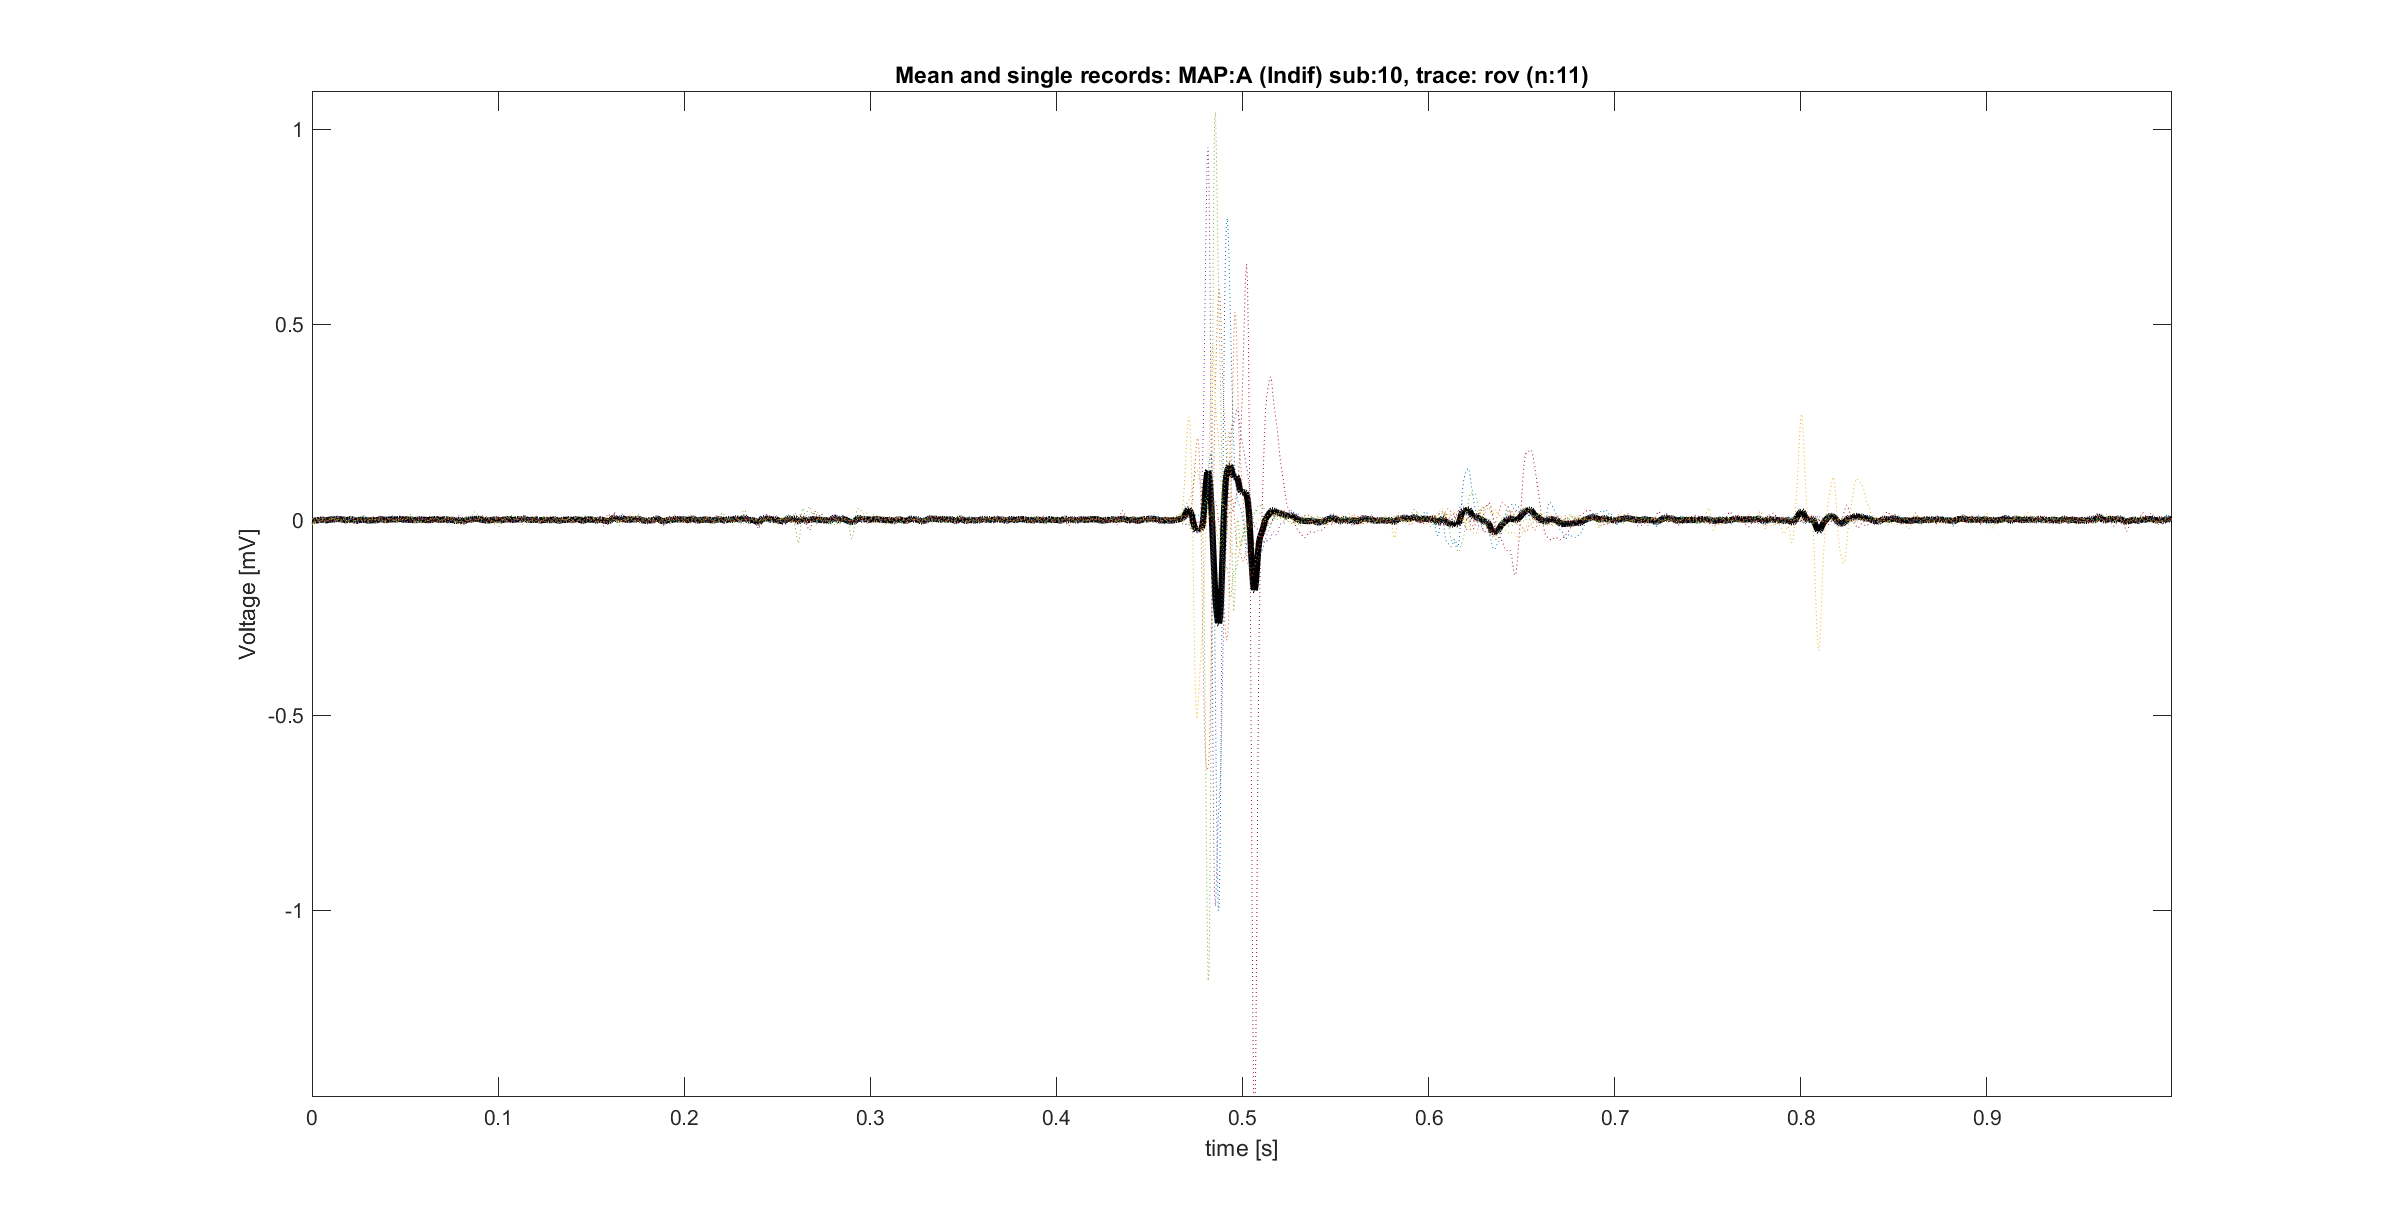 Mean and single records: MAP:A (Indif) sub:10, trace: rov (n:11)
1
0.5
0
-0.5
-1
Voltage [mV]
0 0.1 0.2 0.3 0.4 0.5 0.6 0.7 0.8 0.9
time [s]